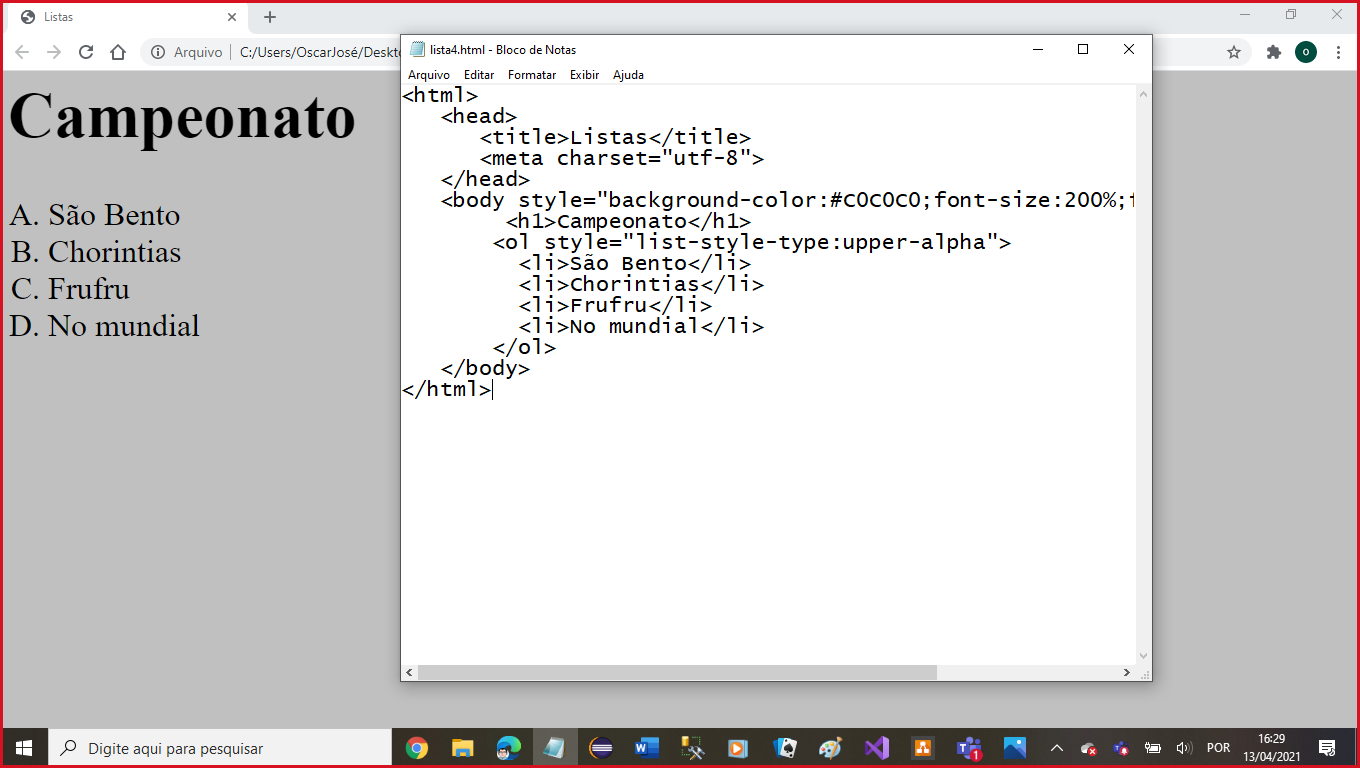 Listas
Arquivo C:/Users/OscarJosé/Deskt
Campeonato
A. São Bento
B. Chorintias
C. Frufru
D. No mundial
lista4.html - Bloco de Notas
Arquivo Editar Formatar Exibir Ajuda
<html>
<head>
<title>Listas</title>
<meta charset="utf-8">
</head>
<body style="background-color:#C0C0C0;font-size:200%;
<h1>Campeonato</h1>
<ol style="list-style-type:upper-alpha">
<li>São Bento</li>
<li>Chorintias</li>
<li>Frufru</li>
<li>No mundial</li>
</ol>
</body>
</html>
Digite aqui para pesquisar
POR
16:29
13/04/2021